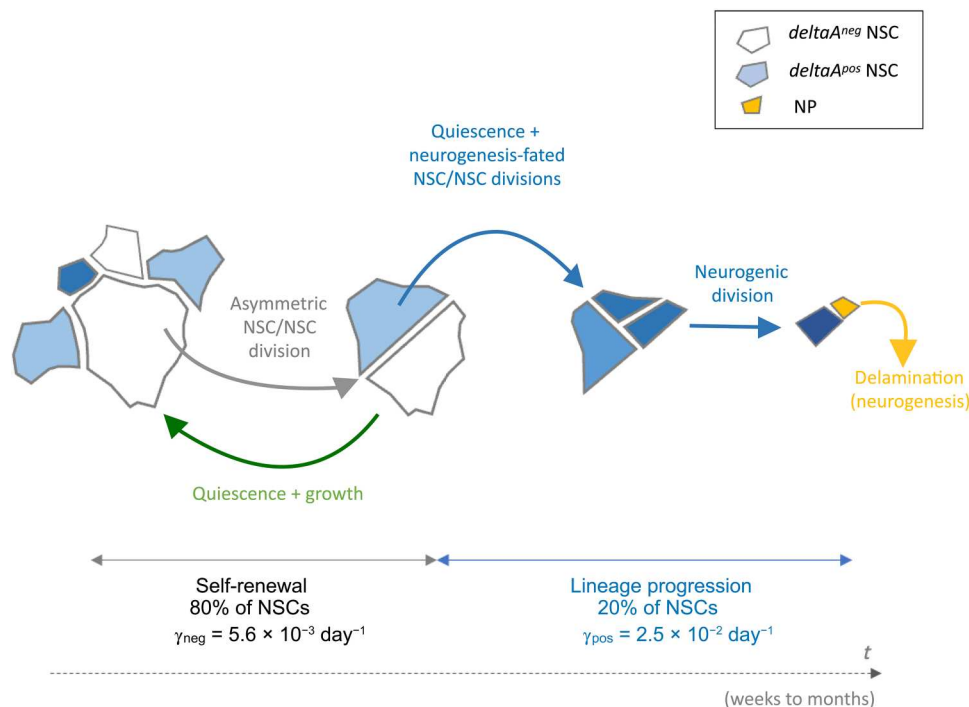 deltaAⁿᵉᵍ NSC
deltaAᵖᵒˢ NSC
NP
Quiescence +
neurogenesis-fated
NSC/NSC divisions
Asymmetric
NSC/NSC
division
Neurogenic
division
Delamination
(neurogenesis)
Quiescence + growth
Self-renewal
80% of NSCs
γneg = 5.6 × 10⁻³ day⁻¹
Lineage progression
20% of NSCs
γpos = 2.5 × 10⁻² day⁻¹
t
(weeks to months)